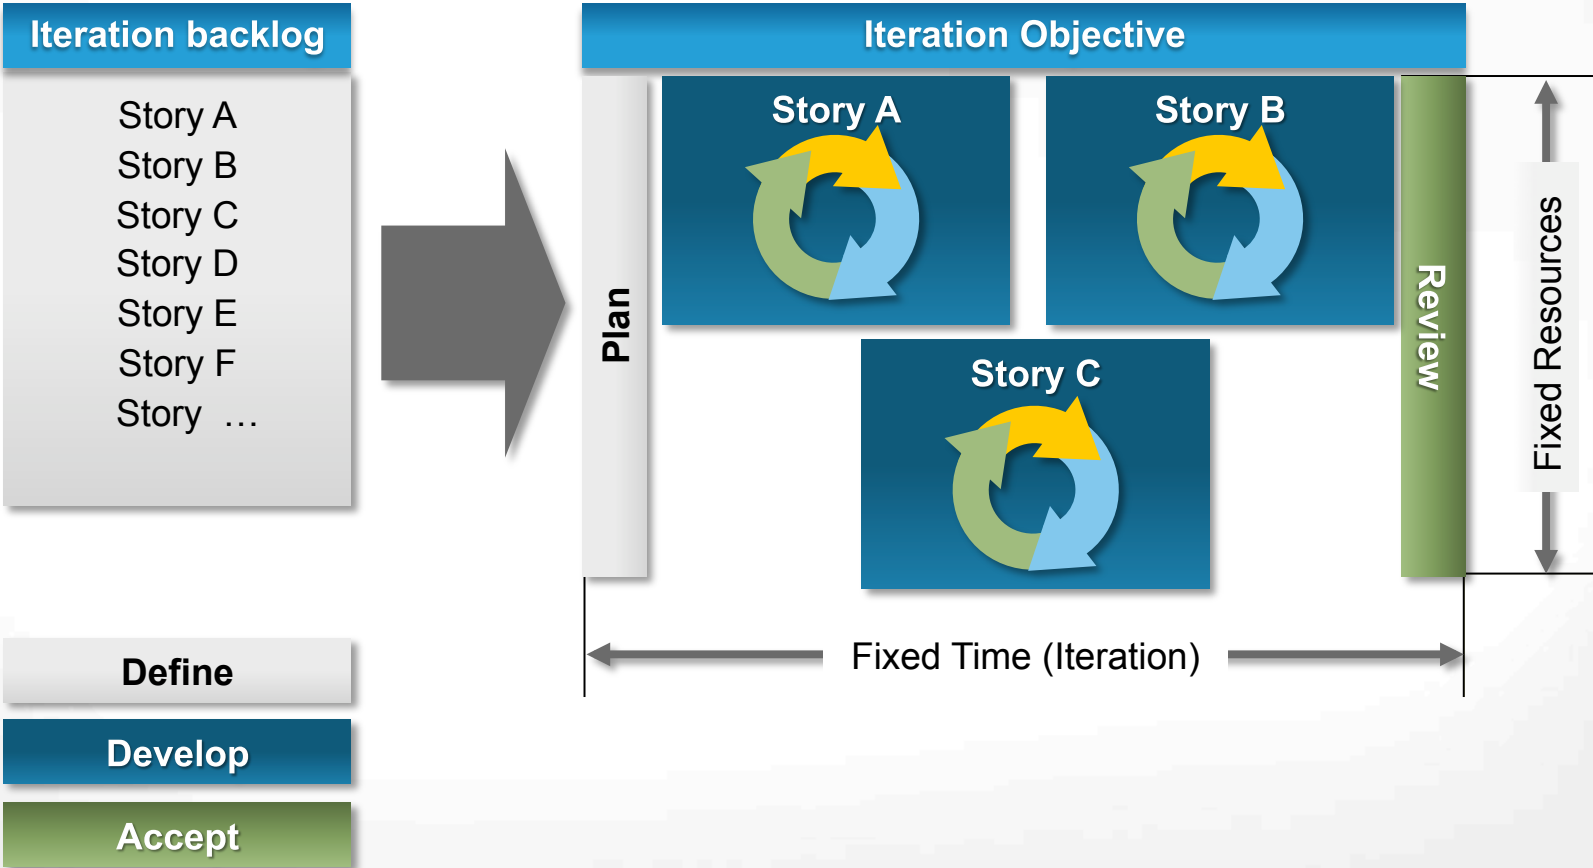 Iteration backlog
Story A
Story B
Story C
Story D
Story E
Story F
Story …
Define
Develop
Accept
Iteration Objective
Plan
Story A
Story B
Story C
Review
Fixed Resources
Fixed Time (Iteration)